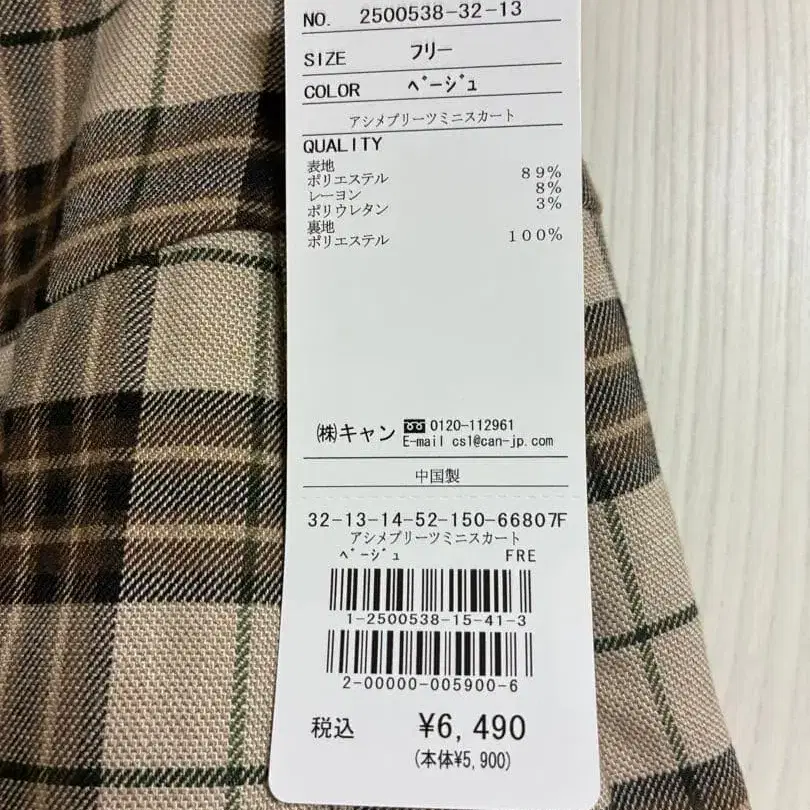 NO. 2500538-32-13
SIZE フリー
COLOR ﾍﾞｰｼﾞｭ
アシメプリーツミニスカート
QUALITY
表地
ポリエステル 89%
レーヨン 8%
ポリウレタン 3%
裏地
ポリエステル 100%
㈱キャン 0120-112961
E-mail cs1@can-jp.com
中国製
32-13-14-52-150-66807F
アシメプリーツミニスカート
ﾍﾞｰｼﾞｭ FRE
1-2500538-15-41-3
2-00000-005900-6
税込 ¥6,490
(本体¥5,900)